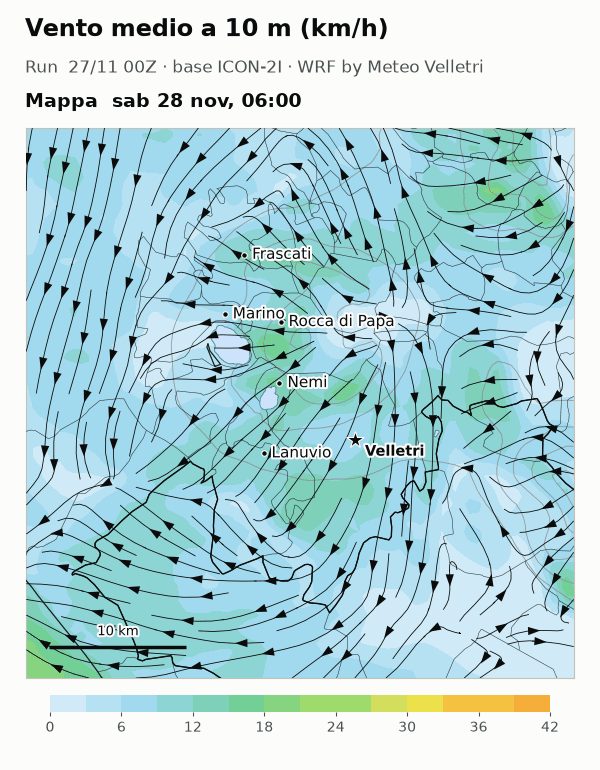 Vento medio a 10 m (km/h)
Run 27/11 00Z · base ICON-2I · WRF by Meteo Velletri
Mappa sab 28 nov, 06:00
Frascati
Marino
Rocca di Papa
Nemi
Velletri
Lanuvio
10 km
0 6 12 18 24 30 36 42